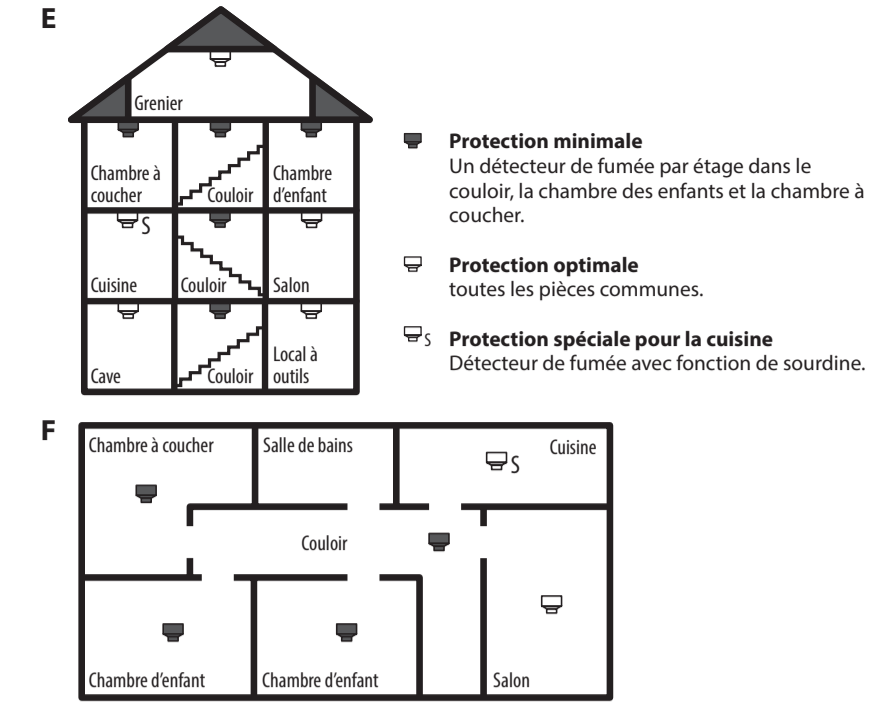 E
Grenier
Chambre à
coucher
Couloir
Chambre
d'enfant
S
Cuisine
Couloir
Salon
Cave
Couloir
Local à
outils
Protection minimale
Un détecteur de fumée par étage dans le
couloir, la chambre des enfants et la chambre à
coucher.
Protection optimale
toutes les pièces communes.
S
Protection spéciale pour la cuisine
Détecteur de fumée avec fonction de sourdine.
F
Chambre à coucher
Salle de bains
Cuisine
S
Couloir
Chambre d'enfant
Chambre d'enfant
Salon